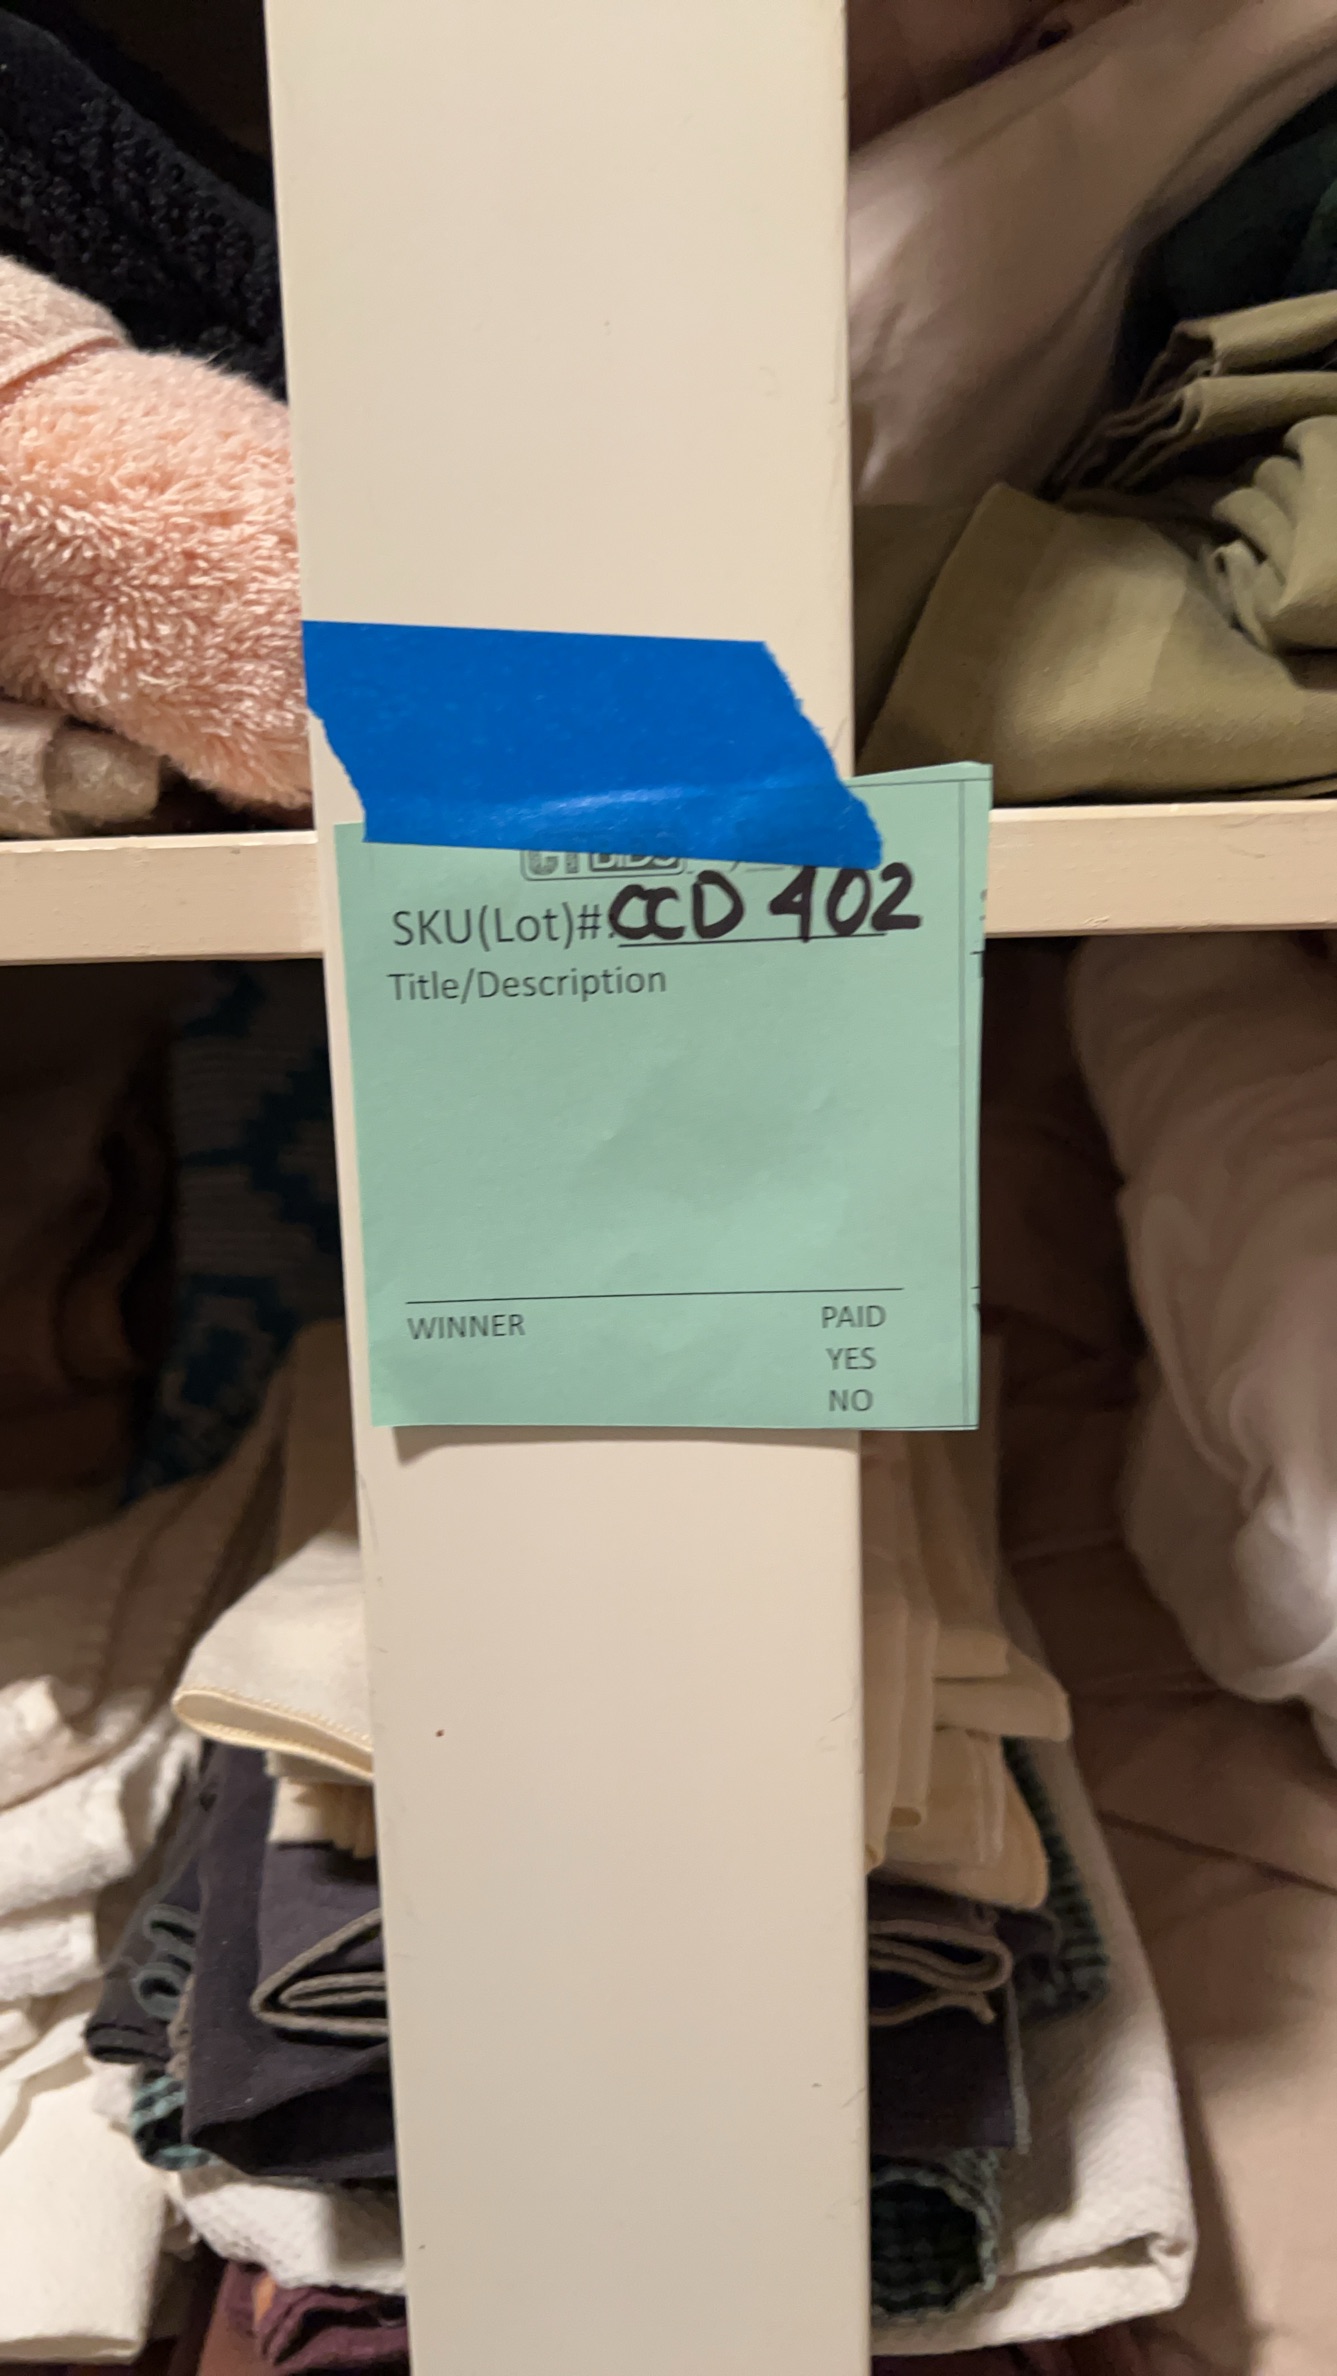 SKU(Lot)#: CCD 402
Title/Description
WINNER
PAID
YES
NO